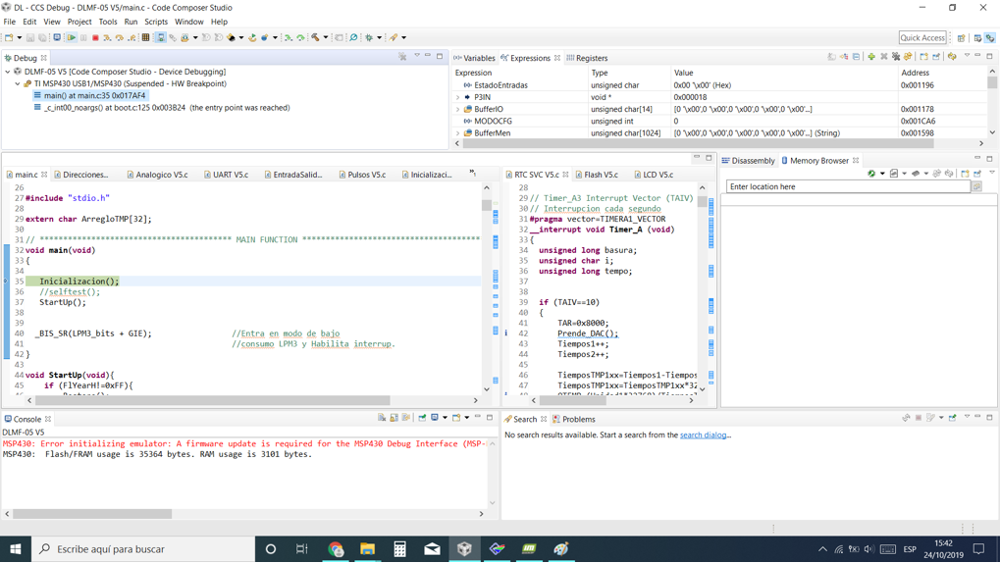 DL - CCS Debug - DLMF-05 V5/main.c - Code Composer Studio
File Edit View Project Tools Run Scripts Window Help
Quick Access
Debug
DLMF-05 V5 [Code Composer Studio - Device Debugging]
TI MSP430 USB1/MSP430 (Suspended - HW Breakpoint)
main() at main.c:35 0x017AF4
_c_int00_noargs() at boot.c:125 0x003B24 (the entry point was reached)
Variables Expressions Registers
Expression Type Value Address
EstadoEntradas unsigned char 0x00 '\x00' (Hex) 0x001196
P3IN void * 0x000018
BufferIO unsigned char[14] [0 '\x00',0 '\x00',0 '\x00',0 '\x00',0 '\x00'...] 0x001180
MODOCFG unsigned int 0 0x001CA6
BufferMen unsigned char[1024] [0 '\x00',0 '\x00',0 '\x00',0 '\x00',0 '\x00'...] (String) 0x001598
main.c Direcciones... Analogico V5.c UART V5.c EntradaSalid... Pulsos V5.c Inicializaci...
26
27 #include "stdio.h"
28
29 extern char ArregloTMP[32];
30
31 // **************************************** MAIN FUNCTION *************************************
32 void main(void)
33 {
34
35 Inicializacion();
36 //selftest();
37 StartUp();
38
39
40 _BIS_SR(LPM3_bits + GIE); //Entra en modo de bajo
41 //consumo LPM3 y Habilita interrup.
42 }
43
44 void StartUp(void){
45 if (FlYearH!=0xFF){
RTC SVC V5.c Flash V5.c LCD V5.c
28
29 // Timer_A3 Interrupt Vector (TAIV)
30 // Interrupcion cada segundo
31 #pragma vector=TIMERA1_VECTOR
32 __interrupt void Timer_A (void)
33 {
34 unsigned long basura;
35 unsigned char i;
36 unsigned long tempo;
37
38
39 if (TAIV==10)
40 {
41 TAR=0x8000;
42 Prende_DAC();
43 Tiempos1++;
44 Tiempos2++;
45
46 TiemposTMP1xx=Tiempos1-Tiempos
47 TiemposTMP1xx=TiemposTMP1xx*32
Disassembly Memory Browser
Enter location here
Console
DLMF-05 V5
MSP430: Error initializing emulator: A firmware update is required for the MSP430 Debug Interface (MSP-
MSP430: Flash/FRAM usage is 35364 bytes. RAM usage is 3101 bytes.
Search Problems
No search results available. Start a search from the search dialog...
Escribe aquí para buscar
ESP
15:42
24/10/2019